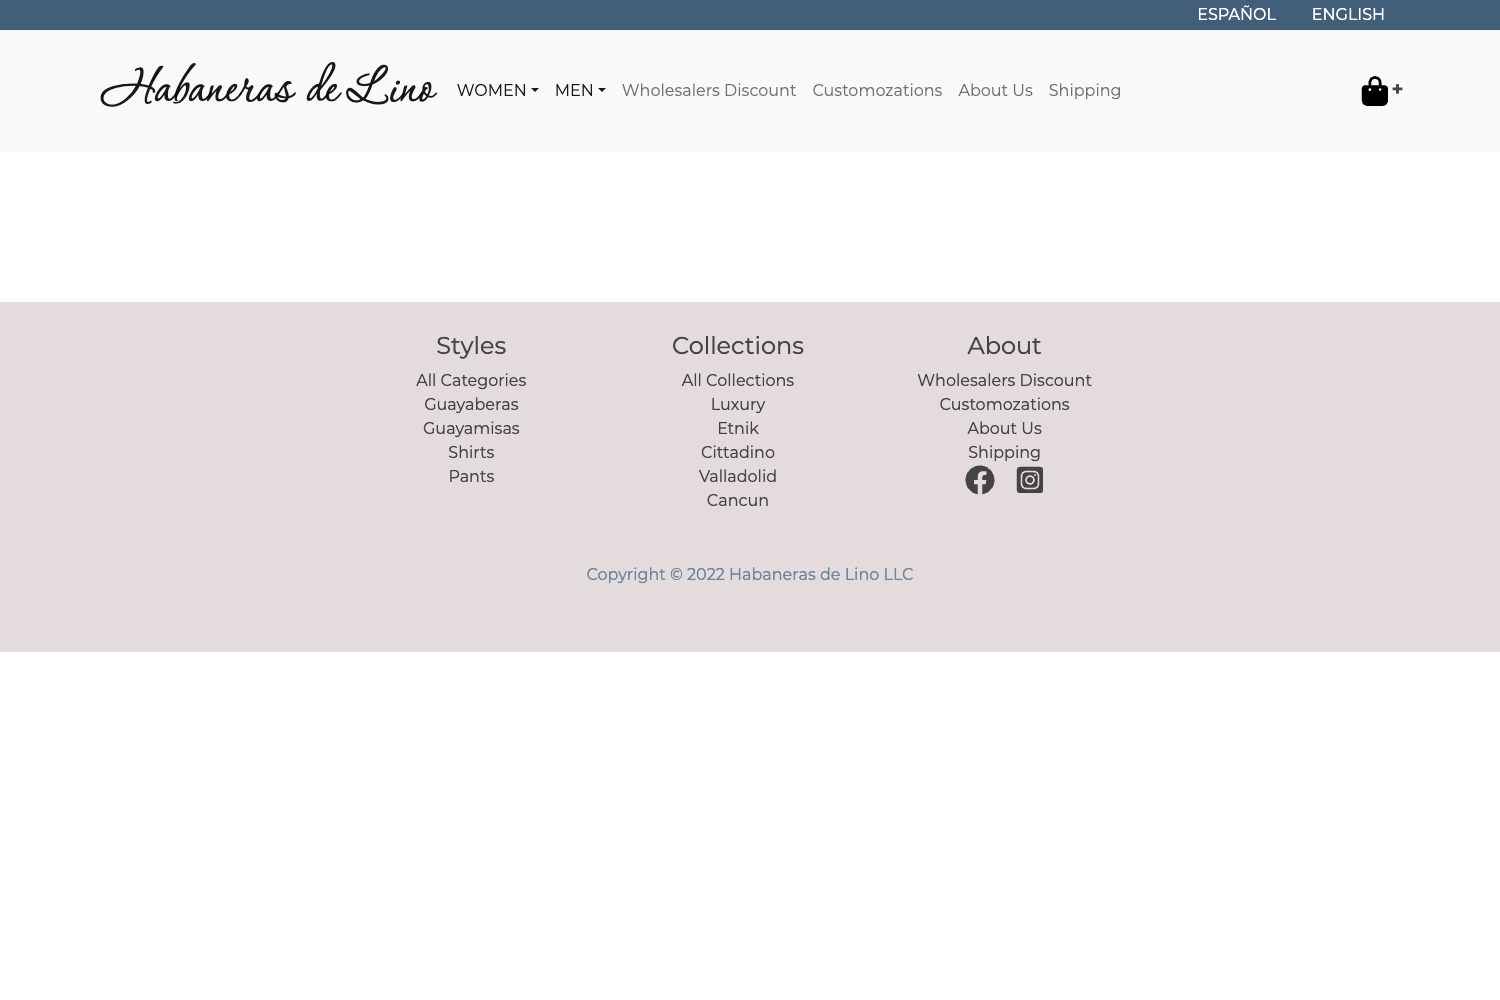 ESPAÑOL ENGLISH
Habaneras de Lino WOMEN MEN Wholesalers Discount Customozations About Us Shipping +
Styles
All Categories
Guayaberas
Guayamisas
Shirts
Pants
Collections
All Collections
Luxury
Etnik
Cittadino
Valladolid
Cancun
About
Wholesalers Discount
Customozations
About Us
Shipping
Copyright © 2022 Habaneras de Lino LLC